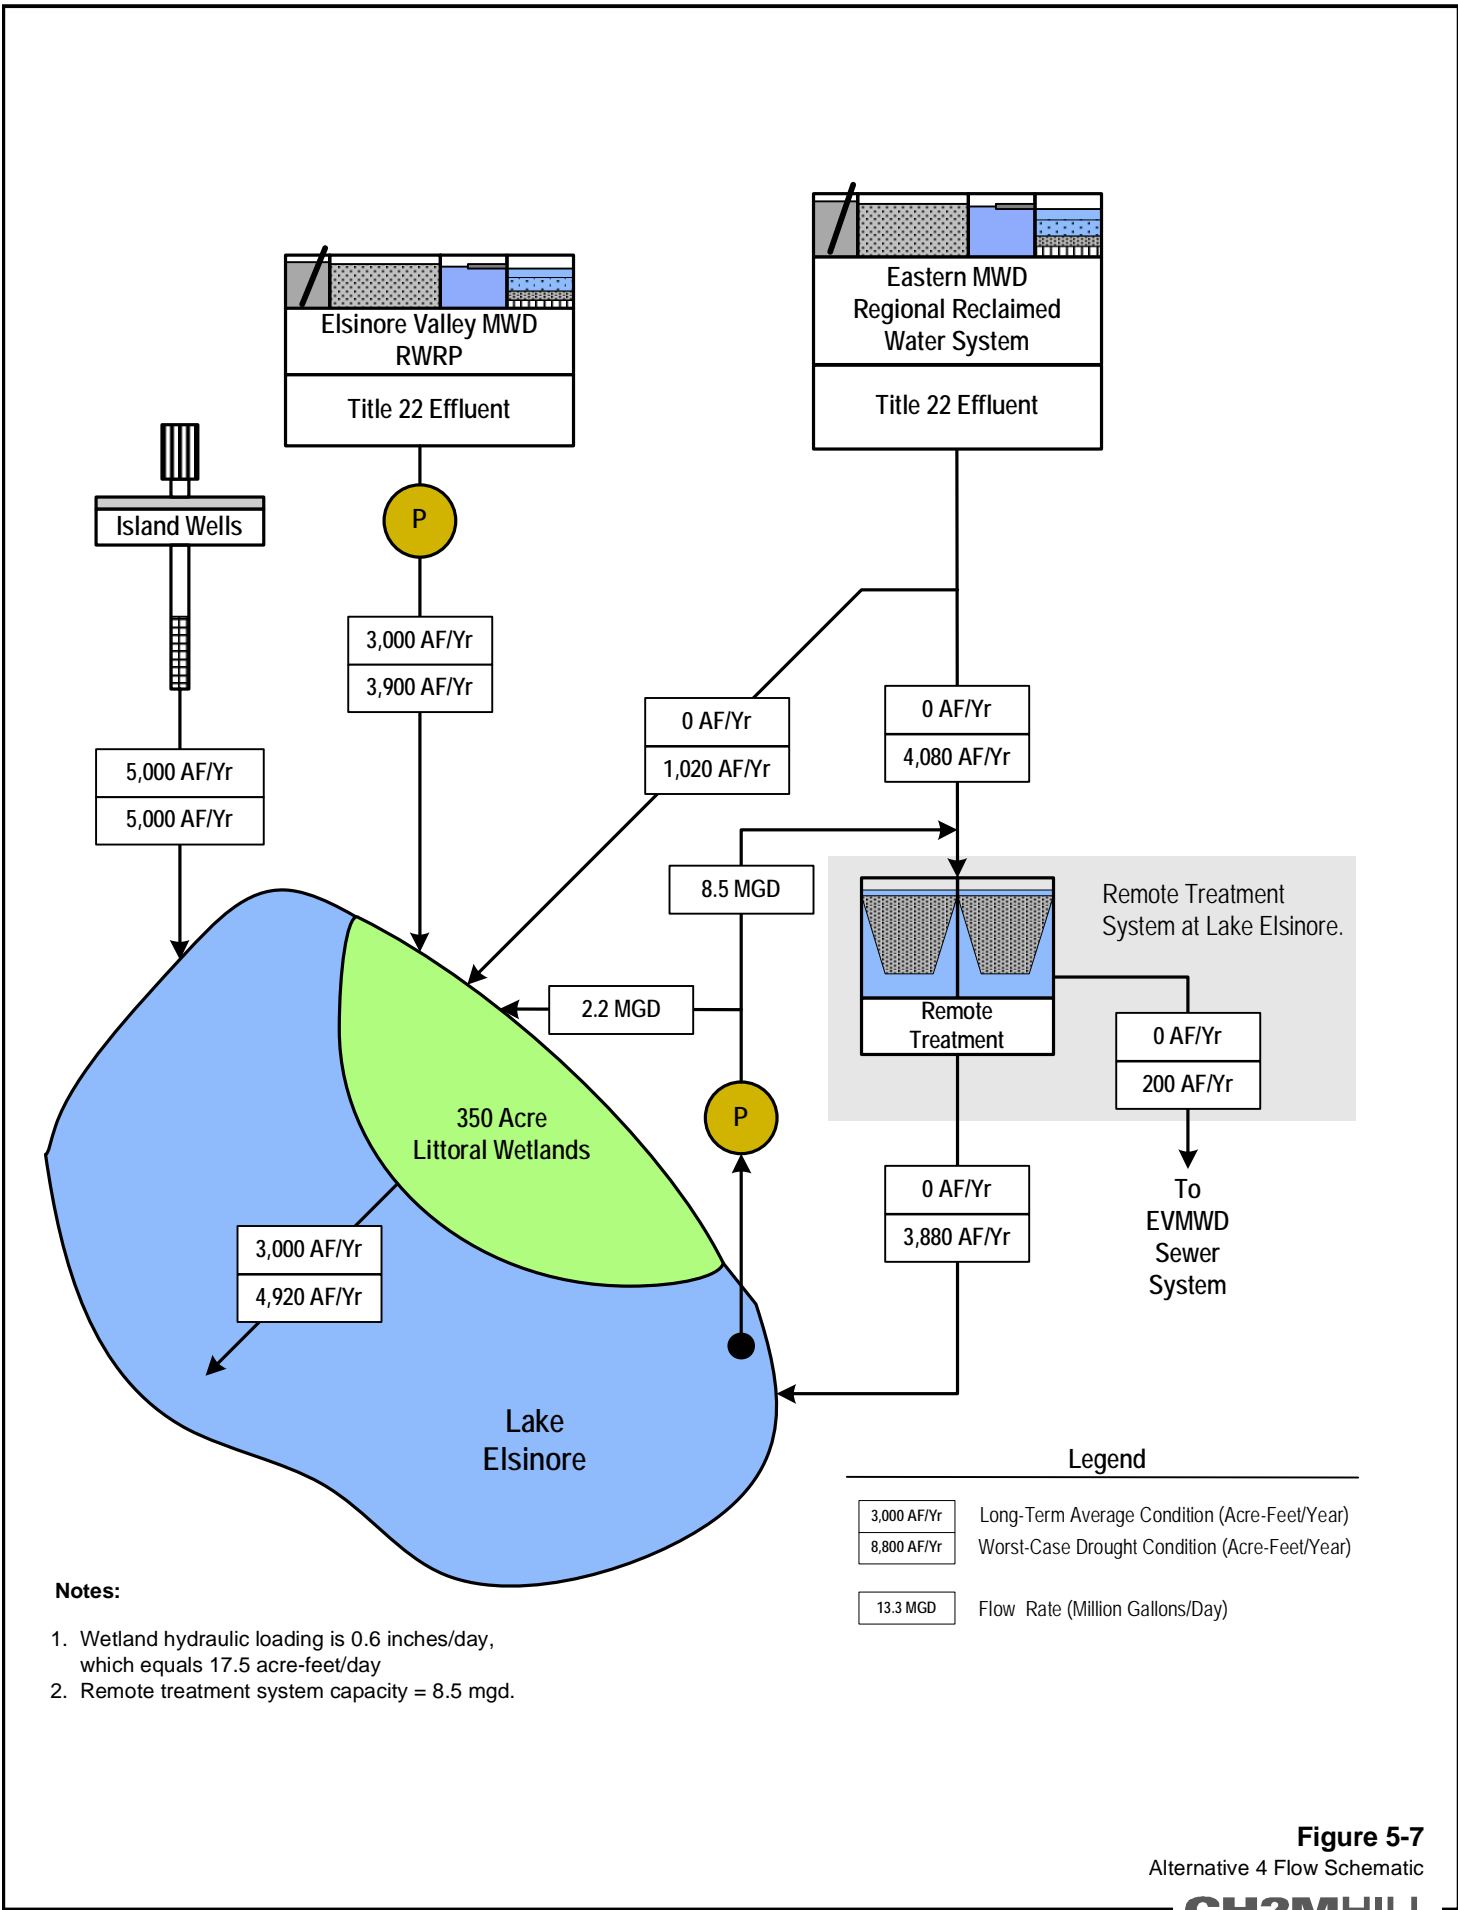 Eastern MWD
Regional Reclaimed
Water System
Title 22 Effluent
Elsinore Valley MWD
RWRP
Title 22 Effluent
Island Wells
P
3,000 AF/Yr
3,900 AF/Yr
0 AF/Yr
1,020 AF/Yr
0 AF/Yr
4,080 AF/Yr
5,000 AF/Yr
5,000 AF/Yr
8.5 MGD
Remote Treatment
System at Lake Elsinore.
2.2 MGD
Remote
Treatment
0 AF/Yr
200 AF/Yr
350 Acre
Littoral Wetlands
P
0 AF/Yr
3,880 AF/Yr
To
EVMWD
Sewer
System
3,000 AF/Yr
4,920 AF/Yr
Lake
Elsinore
Legend
3,000 AF/Yr Long-Term Average Condition (Acre-Feet/Year)
8,800 AF/Yr Worst-Case Drought Condition (Acre-Feet/Year)
13.3 MGD Flow Rate (Million Gallons/Day)
Notes:
1. Wetland hydraulic loading is 0.6 inches/day,
which equals 17.5 acre-feet/day
2. Remote treatment system capacity = 8.5 mgd.
Figure 5-7
Alternative 4 Flow Schematic
CH2MHILL